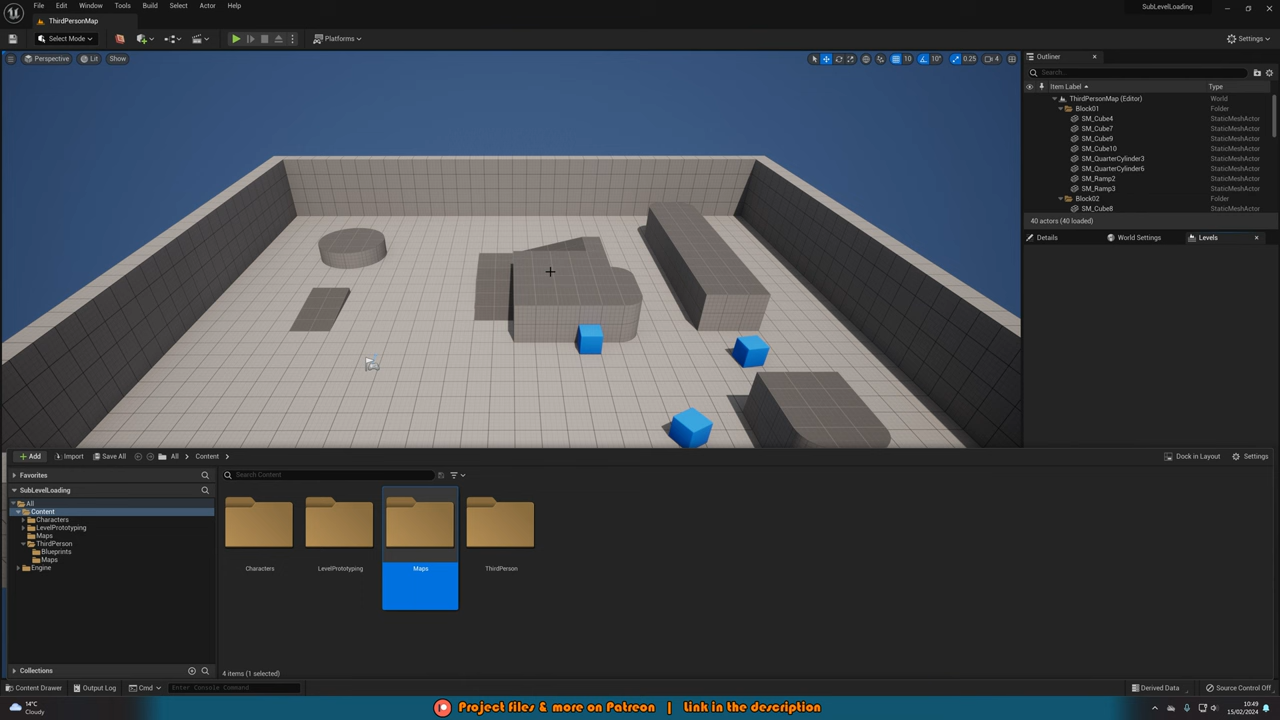 File Edit Window Tools Build Select Actor Help
SubLevelLoading
ThirdPersonMap
Select Mode
Platforms
Settings
Perspective Lit Show
10 10° 0.25 4
Outliner
Search...
Item Label Type
ThirdPersonMap (Editor) World
Block01 Folder
SM_Cube4 StaticMeshActor
SM_Cube7 StaticMeshActor
SM_Cube9 StaticMeshActor
SM_Cube10 StaticMeshActor
SM_QuarterCylinder3 StaticMeshActor
SM_QuarterCylinder6 StaticMeshActor
SM_Ramp2 StaticMeshActor
SM_Ramp3 StaticMeshActor
Block02 Folder
SM_Cube8 StaticMeshActor
40 actors (40 loaded)
Details World Settings Levels
Add Import Save All All Content
Dock in Layout Settings
Favorites
Search Content
SubLevelLoading
All
Content
Characters
LevelPrototyping
Maps
ThirdPerson
Blueprints
Maps
Engine
Characters LevelPrototyping Maps ThirdPerson
Collections
4 items (1 selected)
Content Drawer Output Log Cmd Enter Console Command
Derived Data Source Control Off
14°C
Cloudy
Project files & more on Patreon | Link in the description
10:49
15/02/2024